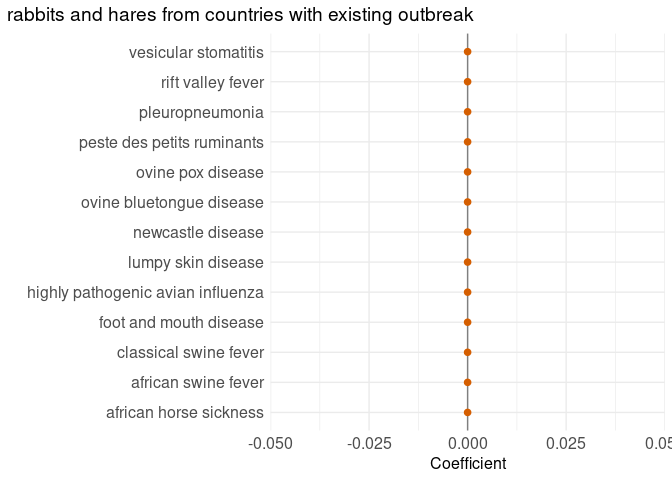 rabbits and hares from countries with existing outbreak
vesicular stomatitis
rift valley fever
pleuropneumonia
peste des petits ruminants
ovine pox disease
ovine bluetongue disease
newcastle disease
lumpy skin disease
highly pathogenic avian influenza
foot and mouth disease
classical swine fever
african swine fever
african horse sickness
-0.050 -0.025 0.000 0.025 0.05
Coefficient